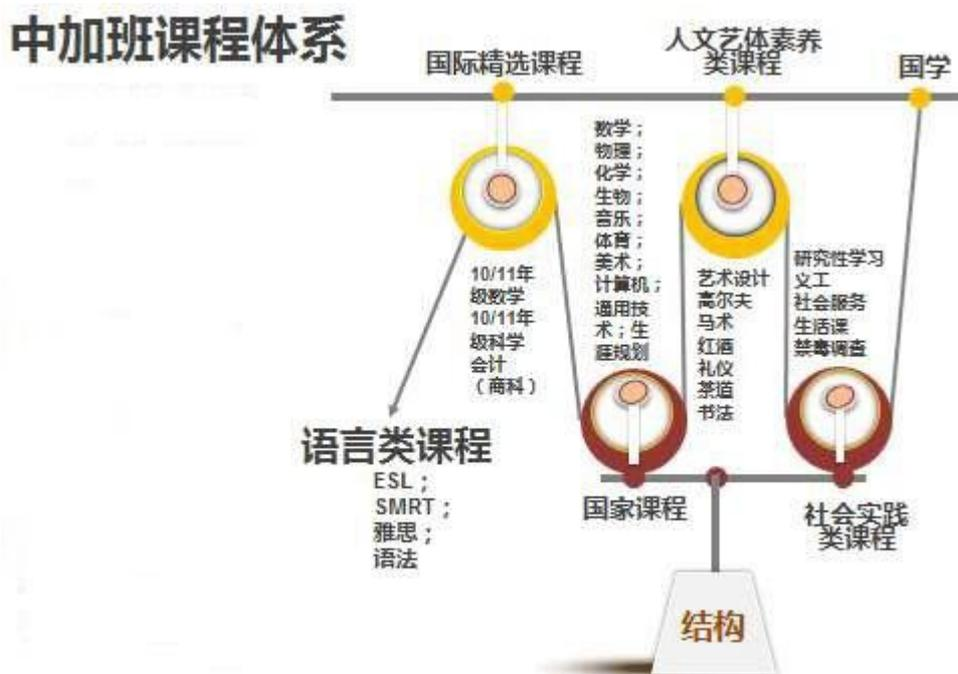 中加班课程体系
国际精选课程
人文艺体素养
类课程
国学
10/11年
级数学
10/11年
级科学
会计
（商科）
数学；
物理；
化学；
生物；
音乐；
体育；
美术；
计算机；
通用技
术；生
涯规划
艺术设计
高尔夫
马术
红酒
礼仪
茶道
书法
研究性学习
义工
社会服务
生活课
禁毒调查
语言类课程
ESL；
SMRT；
雅思；
语法
国家课程
社会实践
类课程
结构